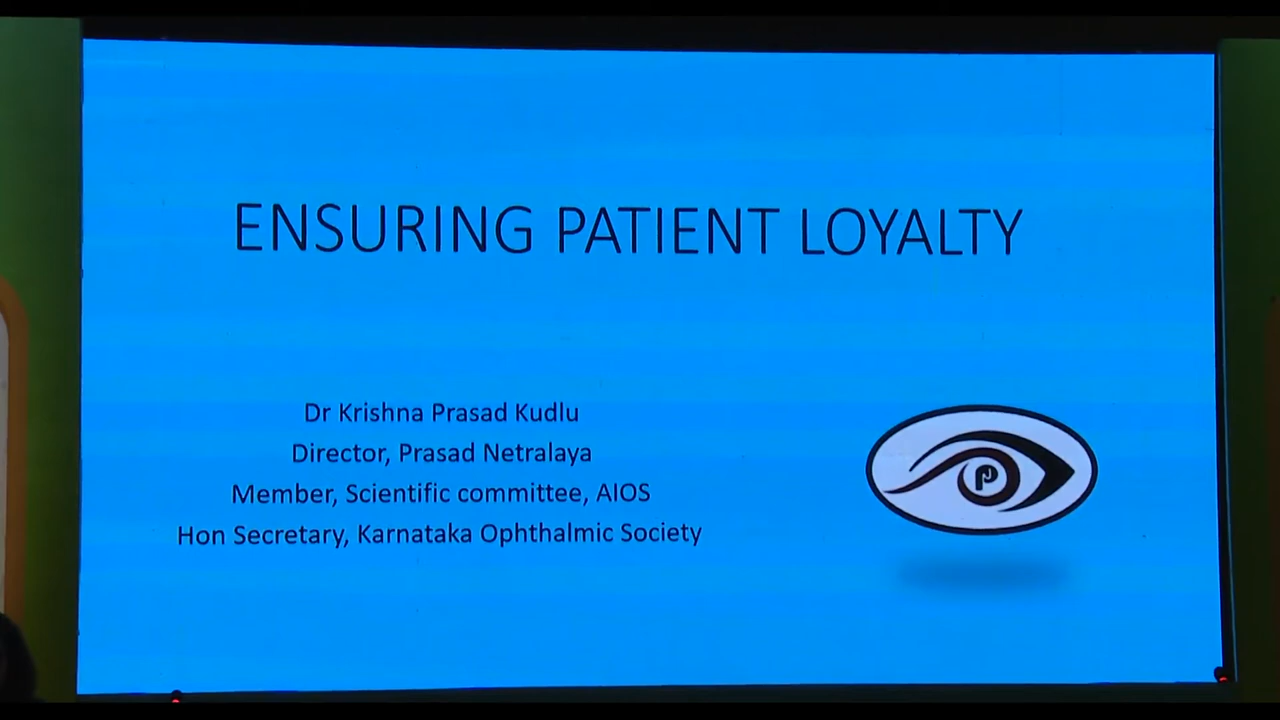 ENSURING PATIENT LOYALTY
Dr Krishna Prasad Kudlu
Director, Prasad Netralaya
Member, Scientific committee, AIOS
Hon Secretary, Karnataka Ophthalmic Society